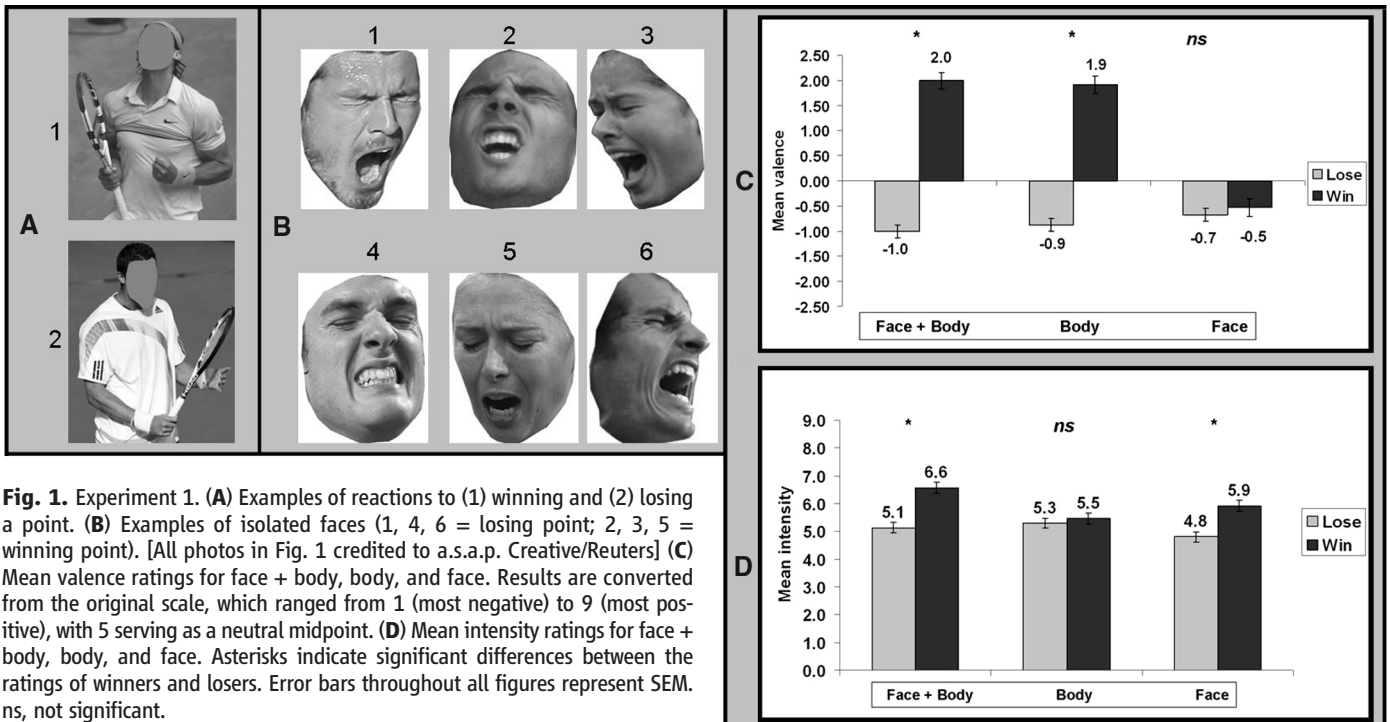 A
1
2
B
1 2 3
4 5 6
C
* * ns
Mean valence
2.50
2.00
1.50
1.00
0.50
0.00
-0.50
-1.00
-1.50
-2.00
-2.50
2.0
1.9
-1.0
-0.9
-0.7
-0.5
Lose
Win
Face + Body Body Face
D
* ns *
Mean intensity
9.0
8.0
7.0
6.0
5.0
4.0
3.0
2.0
1.0
0.0
5.1
6.6
5.3
5.5
4.8
5.9
Lose
Win
Face + Body Body Face
Fig. 1. Experiment 1. (A) Examples of reactions to (1) winning and (2) losing
a point. (B) Examples of isolated faces (1, 4, 6 = losing point; 2, 3, 5 =
winning point). [All photos in Fig. 1 credited to a.s.a.p. Creative/Reuters] (C)
Mean valence ratings for face + body, body, and face. Results are converted
from the original scale, which ranged from 1 (most negative) to 9 (most pos-
itive), with 5 serving as a neutral midpoint. (D) Mean intensity ratings for face +
body, body, and face. Asterisks indicate significant differences between the
ratings of winners and losers. Error bars throughout all figures represent SEM.
ns, not significant.